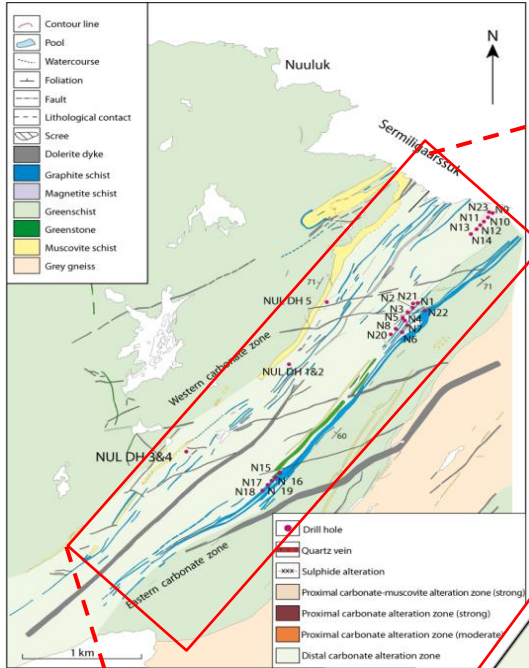 Contour line
Pool
Watercourse
Foliation
Fault
Lithological contact
Scree
Dolerite dyke
Graphite schist
Magnetite schist
Greenschist
Greenstone
Muscovite schist
Grey gneiss
Nuuluk
N
Sermiligaarssuk
N23 N9
N11 N10
N13 N12
N14
71
NUL DH 5
N2 N21 N1
71
N3 N22
N5 N4
N8 N7
N20 N6
Western carbonate zone
NUL DH 1&2
60
NUL DH 3&4
N15
N17 N 16
N18 N 19
Eastern carbonate zone
Drill hole
Quartz vein
Sulphide alteration
Proximal carbonate-muscovite alteration zone (strong)
Proximal carbonate alteration zone (strong)
Proximal carbonate alteration zone (moderate)
Distal carbonate alteration zone
1 km